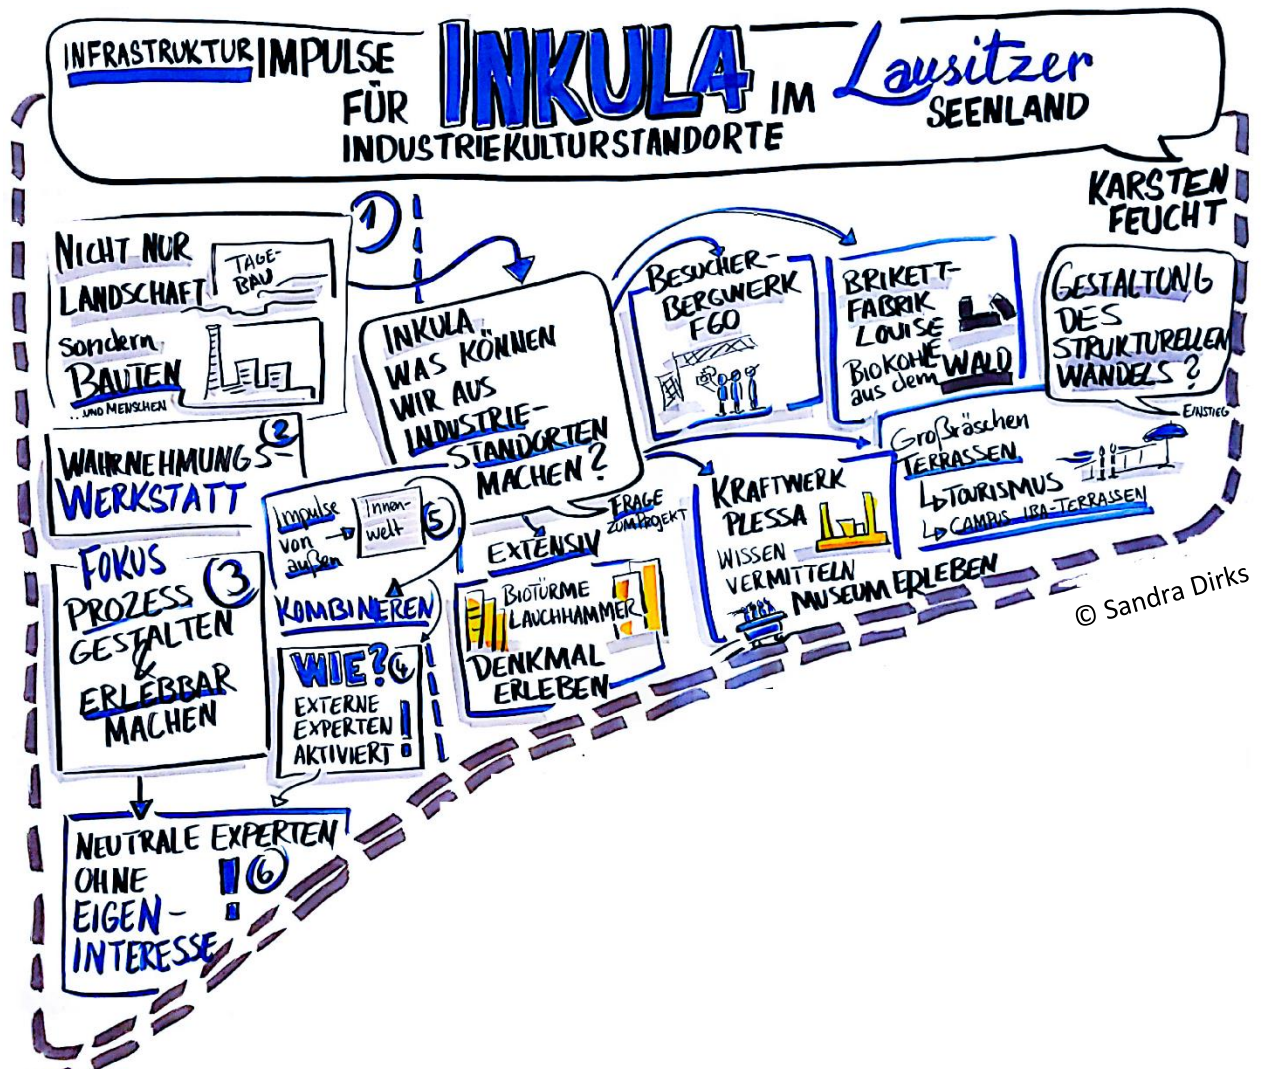 INFRASTRUKTURIMPULSE
FÜR INKULA IM Lausitzer
SEENLAND
INDUSTRIEKULTURSTANDORTE
KARSTEN
FEUCHT
1
NICHT NUR
LANDSCHAFT
TAGE-
BAU
sondern
BAUTEN
...UND MENSCHEN
2
WAHRNEHMUNGS-
WERKSTATT
FOKUS
3
PROZESS
GESTALTEN
&
ERLEBBAR
MACHEN
WIE? 4
EXTERNE
EXPERTEN
AKTIVIERT !
Impulse
von
außen
Innen-
welt
5
KOMBINIEREN
NEUTRALE EXPERTEN
OHNE ! 6
EIGEN-
INTERESSE
INKULA
WAS KÖNNEN
WIR AUS
INDUSTRIE-
STANDORTEN
MACHEN?
FRAGE
ZUM PROJEKT
EXTENSIV
BIOTÜRME
LAUCHHAMMER
DENKMAL
ERLEBEN
BESUCHER-
BERGWERK
F60
BRIKETT-
FABRIK
LOUISE
BIOKOHLE
aus dem WALD
GESTALTUNG
DES
STRUKTURELLEN
WANDELS?
EINSTIEG
Großräschen
TERRASSEN
TOURISMUS
CAMPUS IBA-TERRASSEN
KRAFTWERK
PLESSA
WISSEN
VERMITTELN
MUSEUM ERLEBEN
© Sandra Dirks